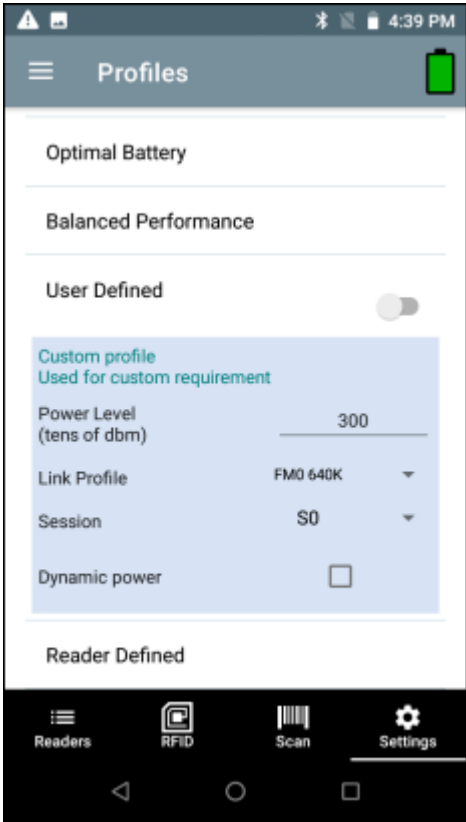 4:39 PM
Profiles
Optimal Battery
Balanced Performance
User Defined
Custom profile
Used for custom requirement
Power Level
(tens of dbm)
300
Link Profile
FM0 640K
Session
S0
Dynamic power
Reader Defined
Readers
RFID
Scan
Settings